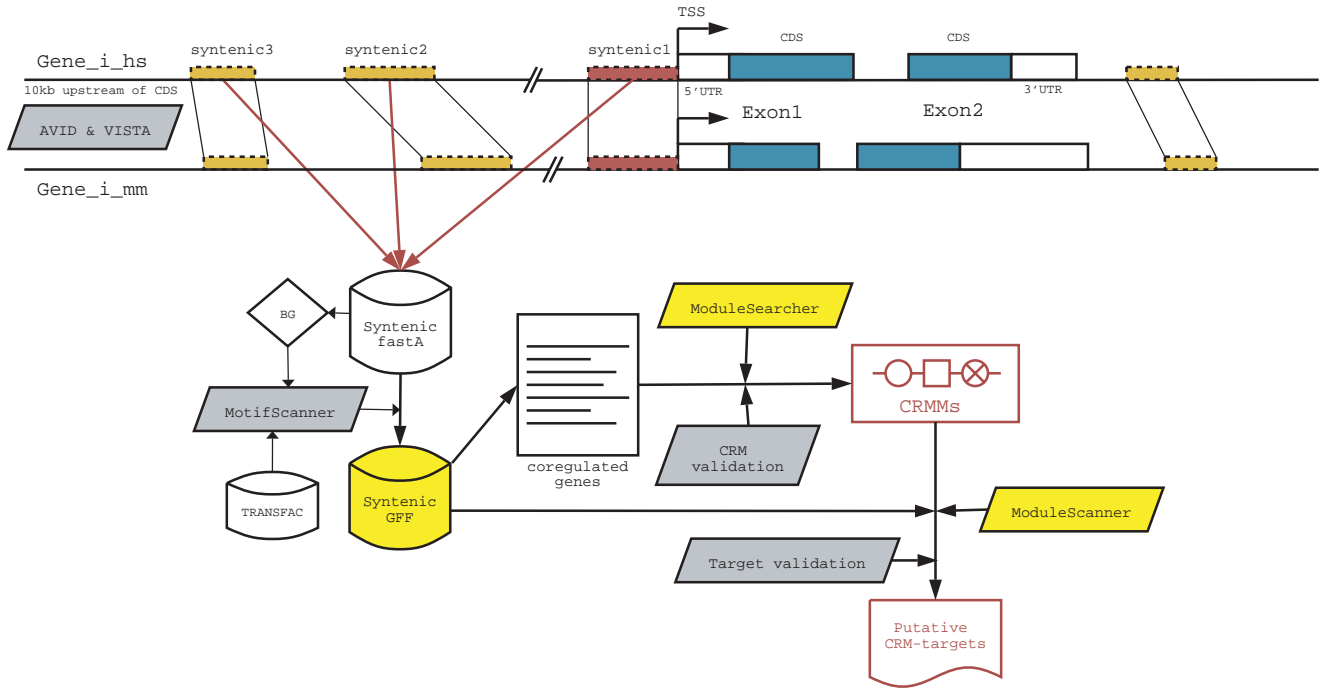 TSS
syntenic3
syntenic2
syntenic1
CDS
CDS
Gene_i_hs
10kb upstream of CDS
5'UTR
3'UTR
AVID & VISTA
Exon1
Exon2
Gene_i_mm
BG
Syntenic
fastA
ModuleSearcher
MotifScanner
CRMMs
CRM
validation
coregulated
genes
TRANSFAC
Syntenic
GFF
ModuleScanner
Target validation
Putative
CRM-targets